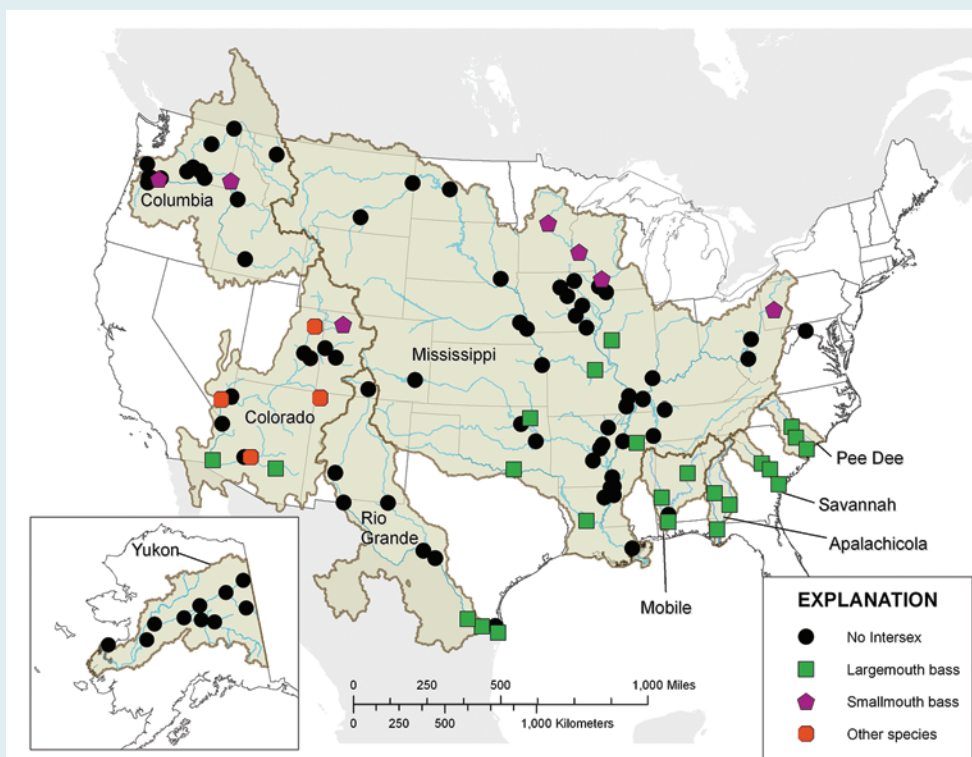 Columbia
Mississippi
Colorado
Pee Dee
Savannah
Rio
Grande
Apalachicola
Yukon
Mobile
EXPLANATION
No Intersex
Largemouth bass
Smallmouth bass
Other species
0 250 500 1,000 Miles
0 250 500 1,000 Kilometers